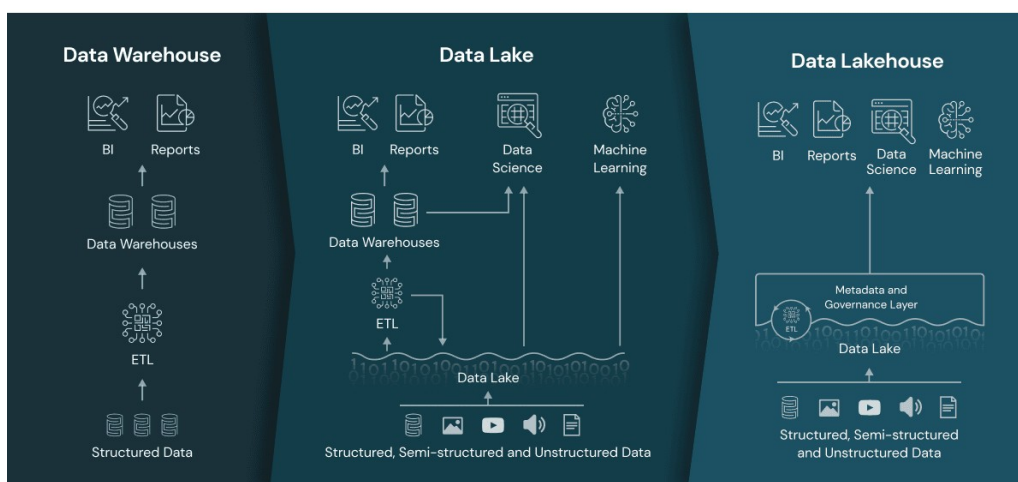 Data Warehouse
BI
Reports
Data Warehouses
ETL
Structured Data
Data Lake
BI
Reports
Data
Science
Machine
Learning
Data Warehouses
ETL
Data Lake
Structured, Semi-structured and Unstructured Data
Data Lakehouse
BI
Reports
Data
Science
Machine
Learning
Metadata and
Governance Layer
ETL
Data Lake
Structured, Semi-structured
and Unstructured Data